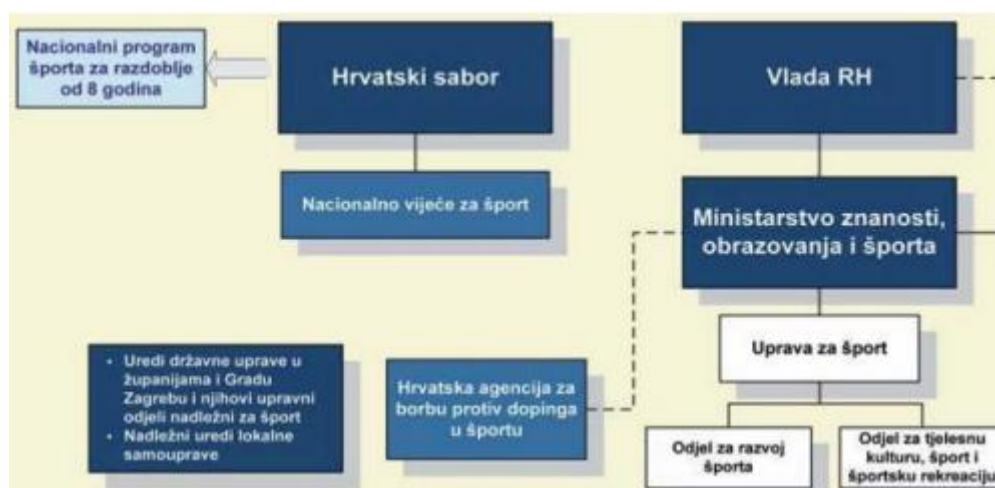 Nacionalni program
športa za razdoblje
od 8 godina
Hrvatski sabor
Vlada RH
Nacionalno vijeće za šport
Ministarstvo znanosti,
obrazovanja i športa
Uprava za šport
• Uredi državne uprave u
županijama i Gradu
Zagrebu i njihovi upravni
odjeli nadležni za šport
• Nadležni uredi lokalne
samouprave
Hrvatska agencija za
borbu protiv dopinga
u športu
Odjel za razvoj
športa
Odjel za tjelesnu
kulturu, šport i
športsku rekreaciju